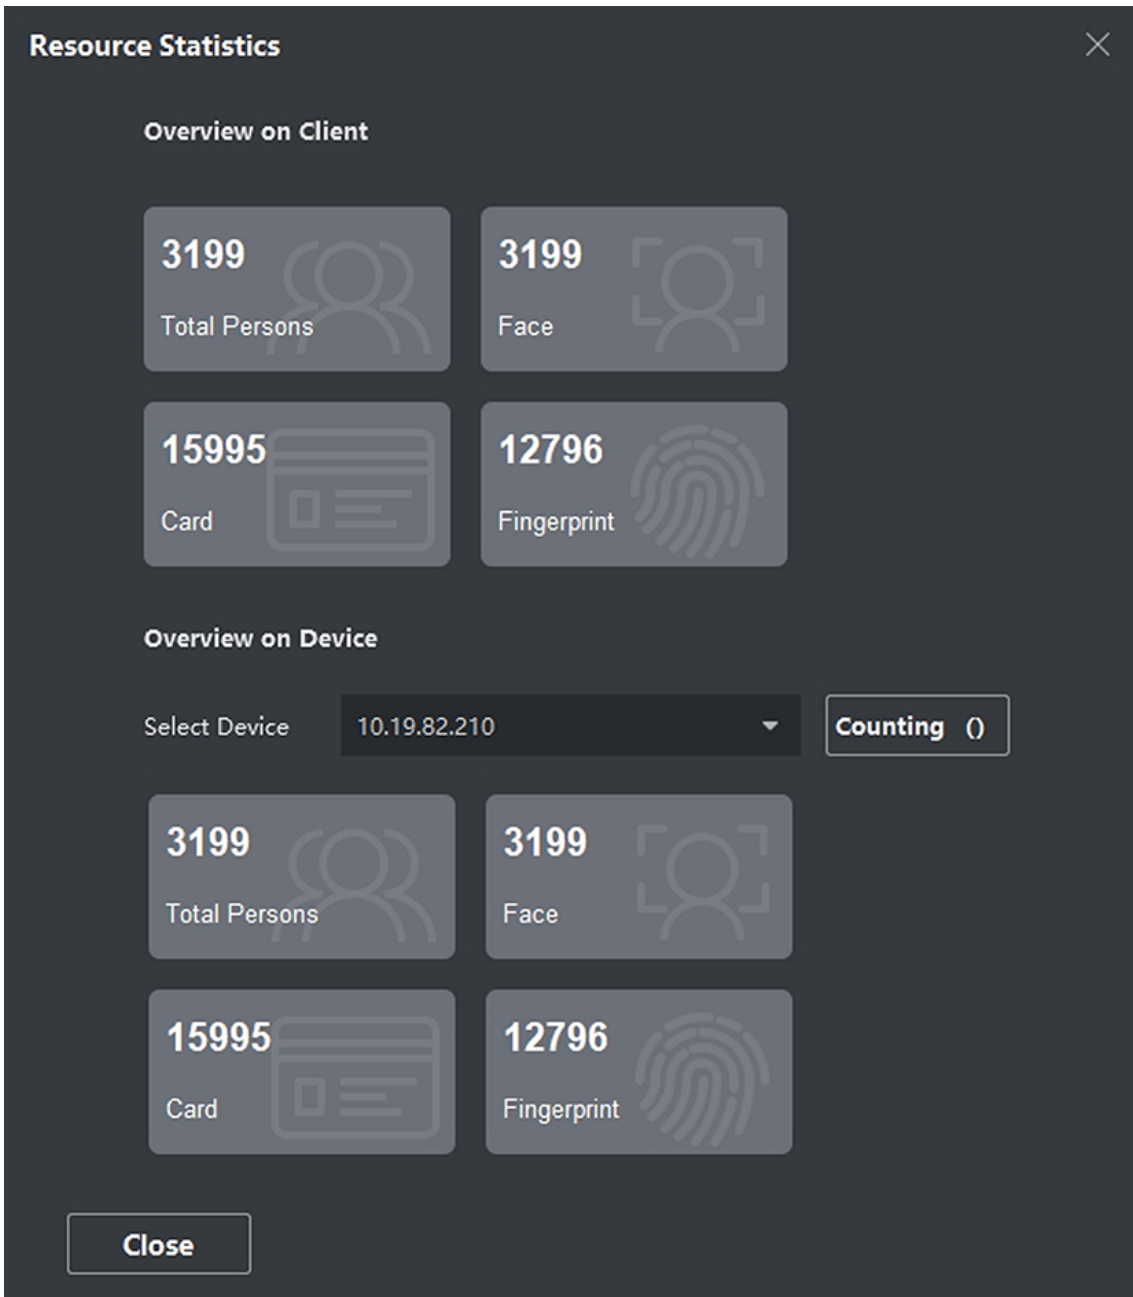 Resource Statistics
Overview on Client
3199
Total Persons
3199
Face
15995
Card
12796
Fingerprint
Overview on Device
Select Device 10.19.82.210 Counting ()
3199
Total Persons
3199
Face
15995
Card
12796
Fingerprint
Close